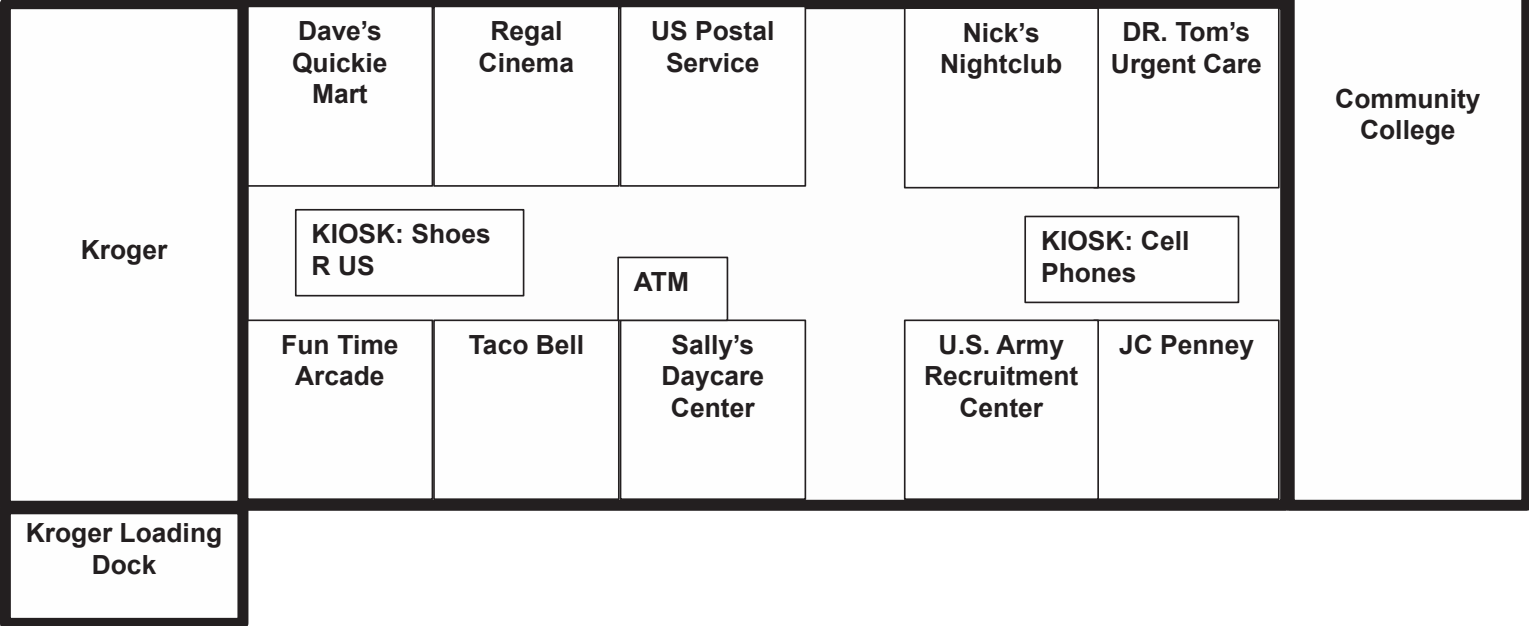 Dave’s
Quickie
Mart
Regal
Cinema
US Postal
Service
Nick’s
Nightclub
DR. Tom’s
Urgent Care
Community
College
Kroger
KIOSK: Shoes
R US
ATM
KIOSK: Cell
Phones
Fun Time
Arcade
Taco Bell
Sally’s
Daycare
Center
U.S. Army
Recruitment
Center
JC Penney
Kroger Loading
Dock